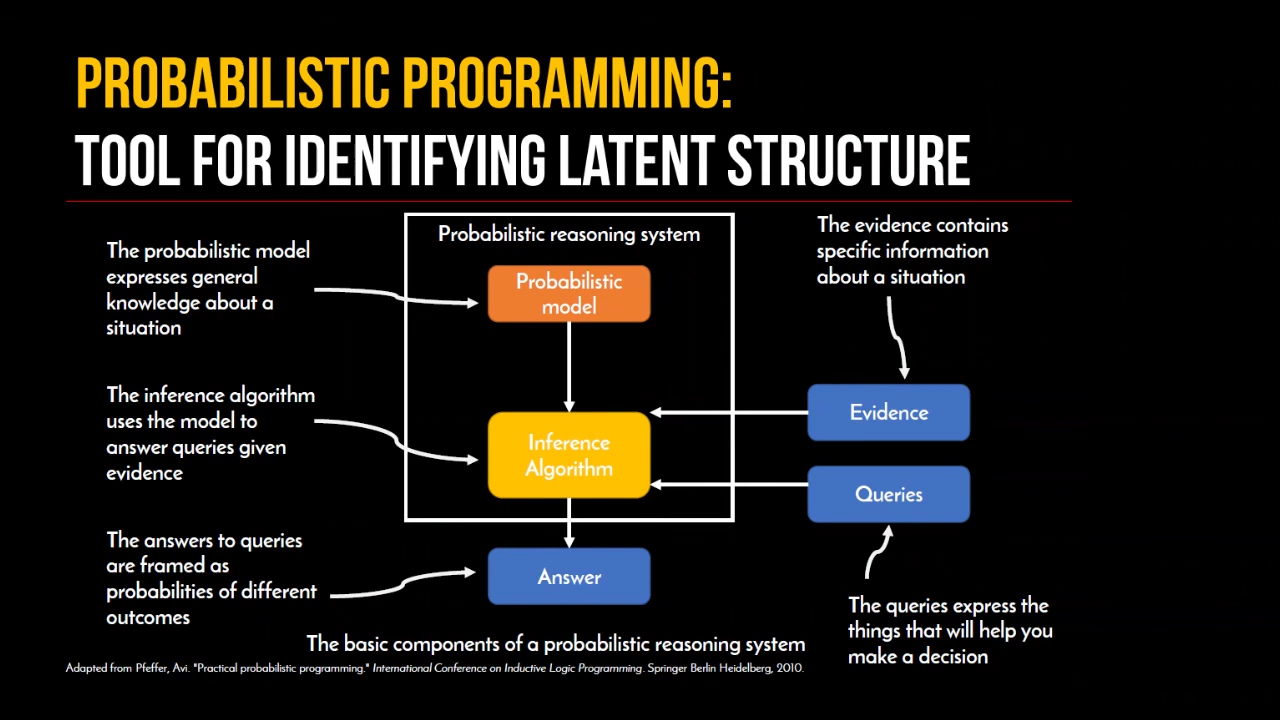 PROBABILISTIC PROGRAMMING:
TOOL FOR IDENTIFYING LATENT STRUCTURE
The probabilistic model
expresses general
knowledge about a
situation
The inference algorithm
uses the model to
answer queries given
evidence
The answers to queries
are framed as
probabilities of different
outcomes
Probabilistic reasoning system
Probabilistic
model
Inference
Algorithm
Answer
The evidence contains
specific information
about a situation
Evidence
Queries
The queries express the
things that will help you
make a decision
The basic components of a probabilistic reasoning system
Adapted from Pfeffer, Avi. "Practical probabilistic programming." International Conference on Inductive Logic Programming. Springer Berlin Heidelberg, 2010.